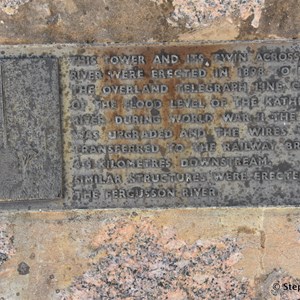 THIS TOWER AND ITS TWIN ACROSS
RIVER WERE ERECTED IN
THE OVERLAND TELEGRAPH LINE
OF THE FLOOD LEVEL OF THE KATH
RIVER DURING WORLD WAR II THE
WAS UPGRADED AND THE WIRES
TRANSFERRED TO THE RAILWAY BR
KILOMETRES DOWNSTREAM.
SIMILAR STRUCTURES WERE ERECTE
THE FERGUSSON RIVER.
© Step